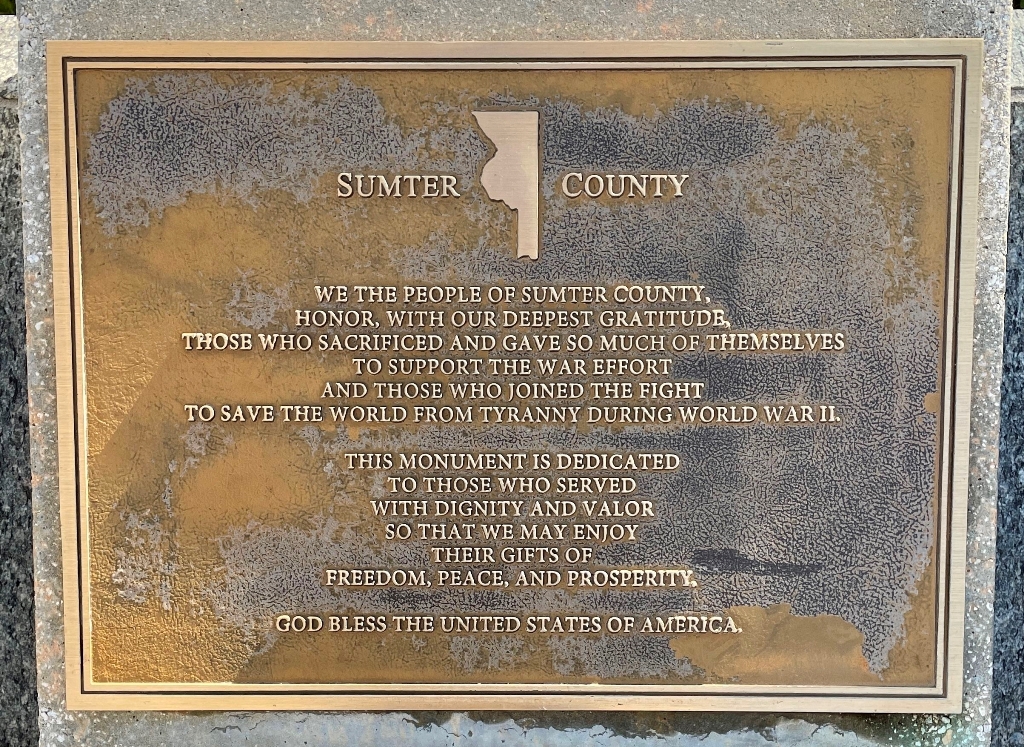 SUMTER COUNTY
WE THE PEOPLE OF SUMTER COUNTY,
HONOR, WITH OUR DEEPEST GRATITUDE,
THOSE WHO SACRIFICED AND GAVE SO MUCH OF THEMSELVES
TO SUPPORT THE WAR EFFORT
AND THOSE WHO JOINED THE FIGHT
TO SAVE THE WORLD FROM TYRANNY DURING WORLD WAR II.
THIS MONUMENT IS DEDICATED
TO THOSE WHO SERVED
WITH DIGNITY AND VALOR
SO THAT WE MAY ENJOY
THEIR GIFTS OF
FREEDOM, PEACE, AND PROSPERITY.
GOD BLESS THE UNITED STATES OF AMERICA.